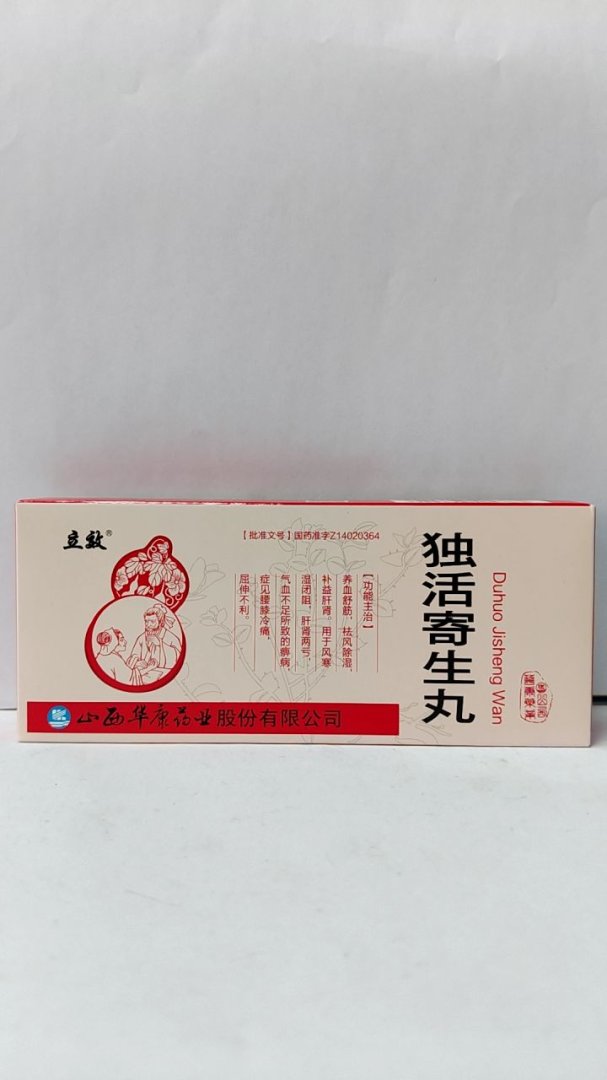 立效®
【批准文号】国药准字Z14020364
独活寄生丸
Duhuo Jisheng Wan
【功能主治】
养血舒筋，祛风除湿，
补益肝肾。用于风寒
湿闭阻，肝肾两亏，
气血不足所致的痹病，
症见腰膝冷痛，
屈伸不利。
山西华康药业股份有限公司